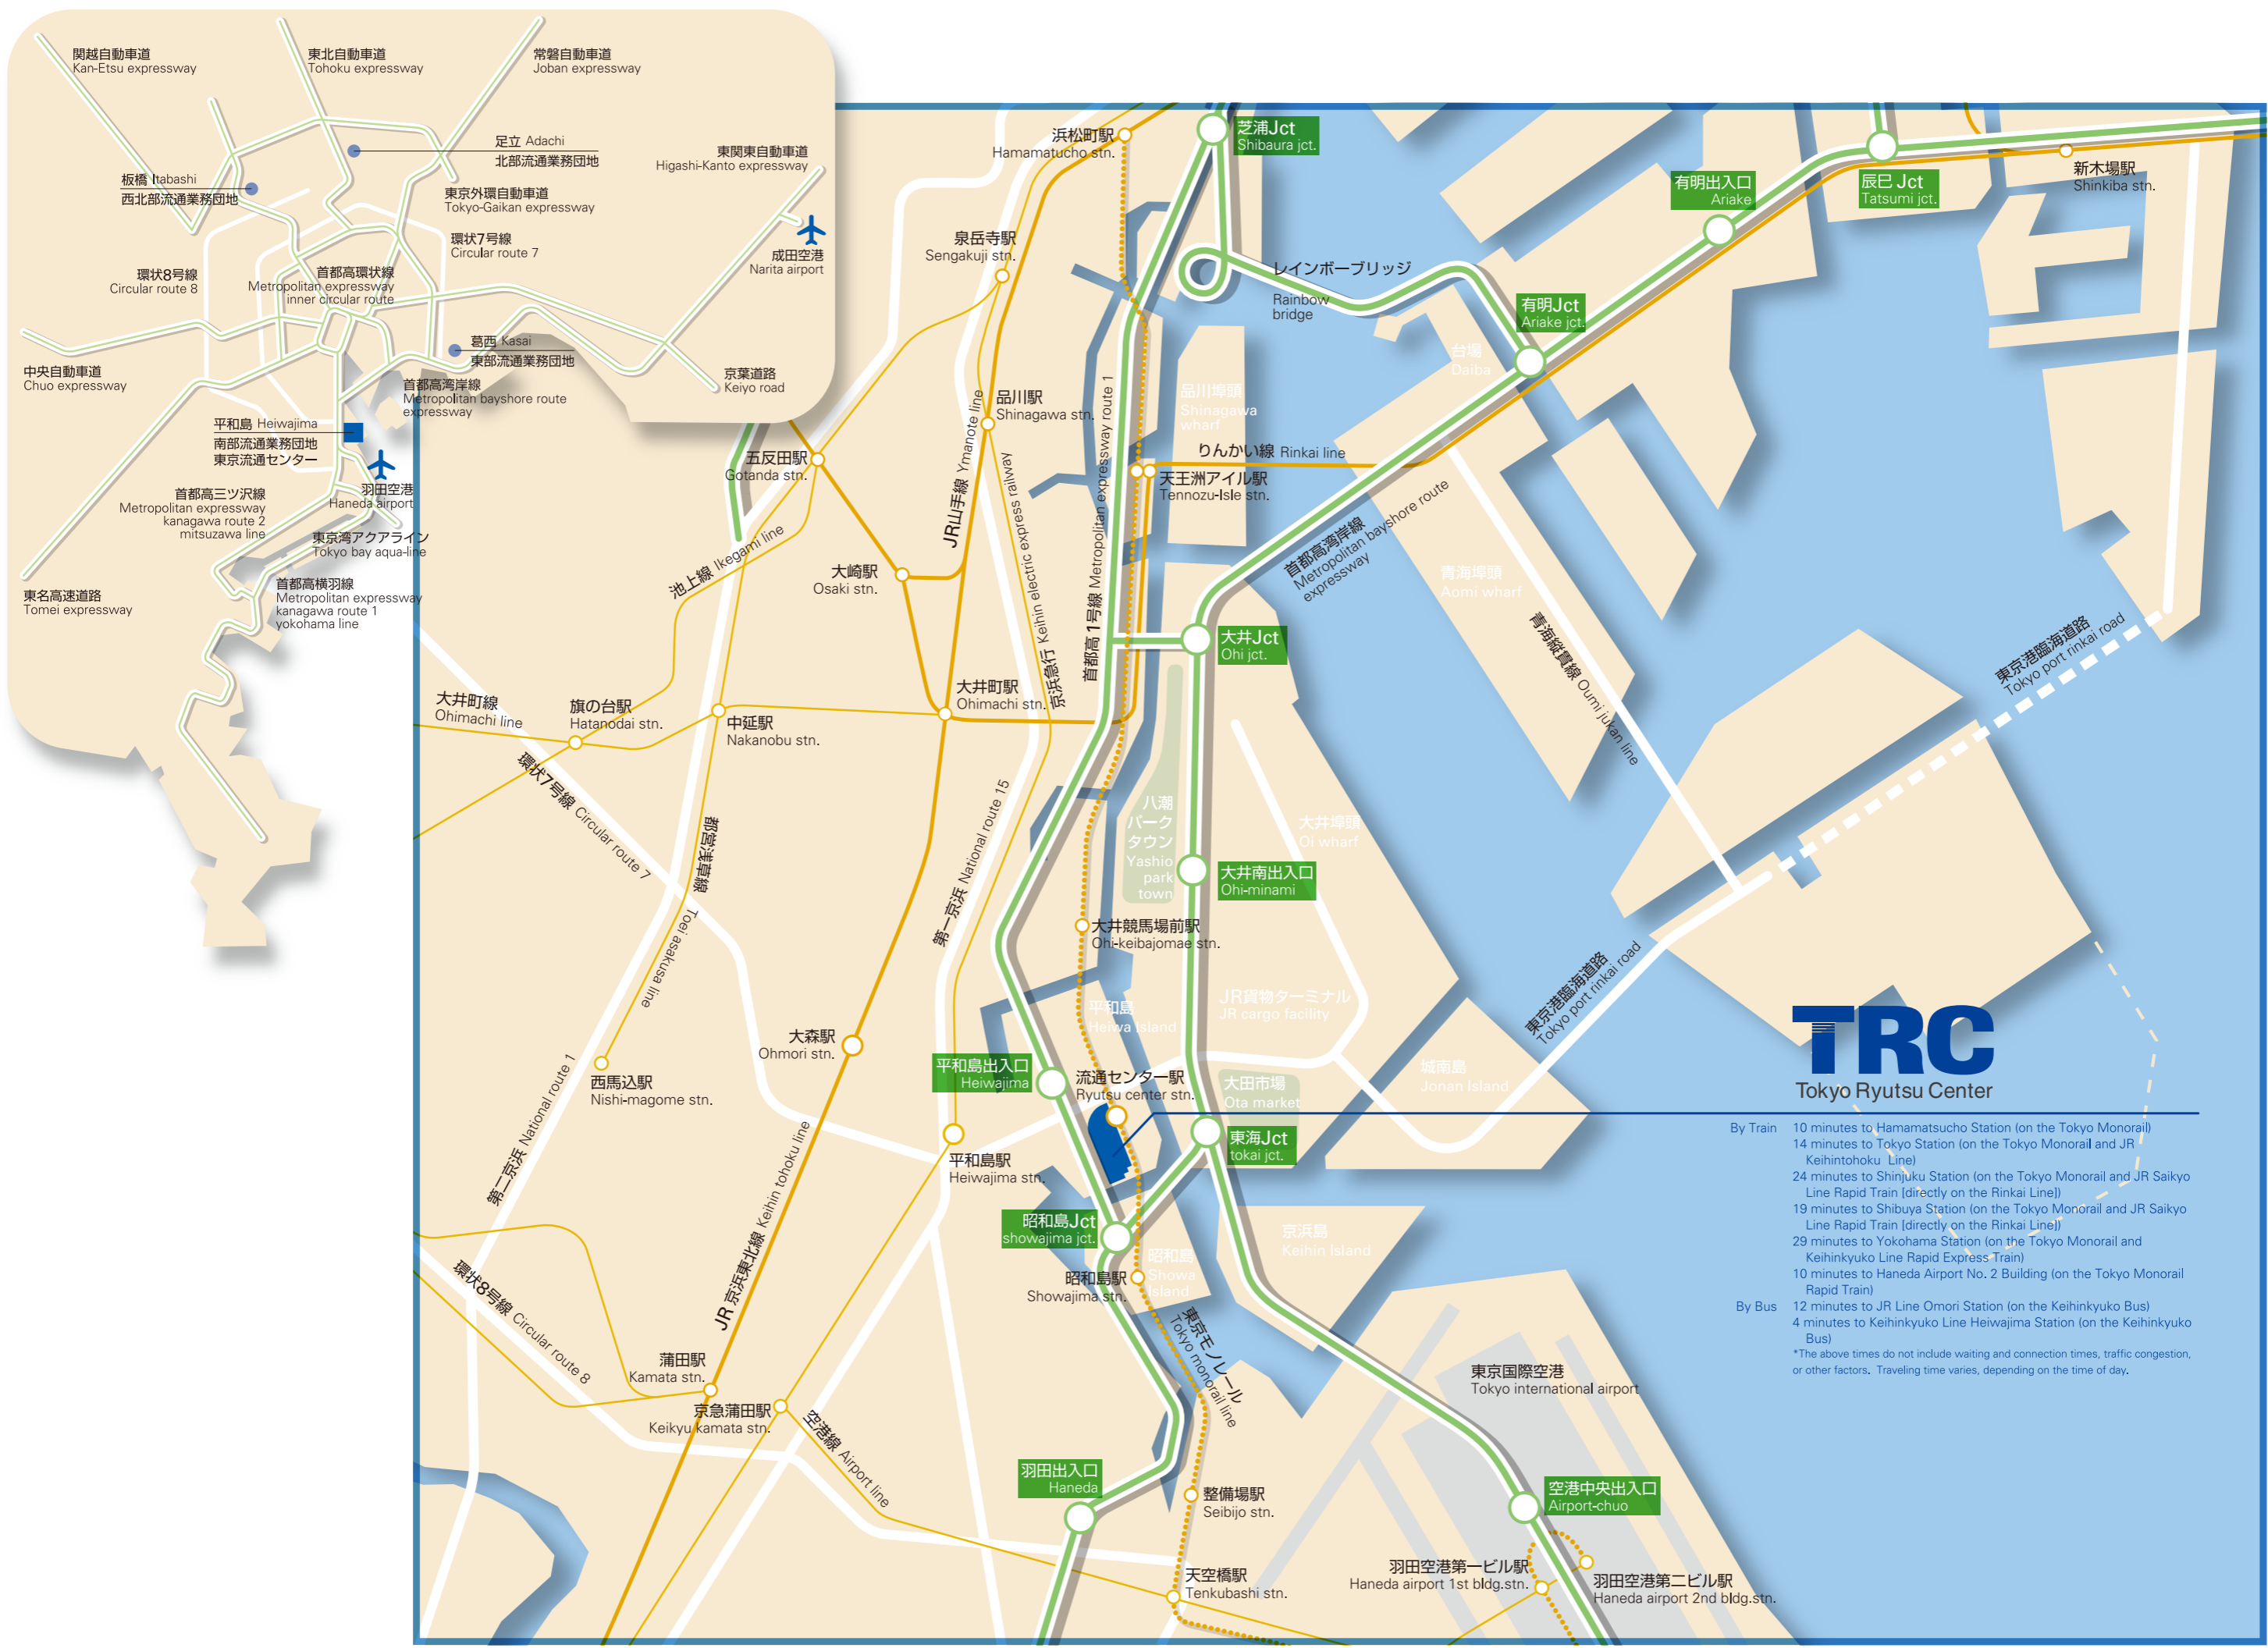 関越自動車道
Kan-Etsu expressway
東北自動車道
Tohoku expressway
常磐自動車道
Joban expressway
足立 Adachi
北部流通業務団地
板橋 Itabashi
西北部流通業務団地
東関東自動車道
Higashi-Kanto expressway
東京外環自動車道
Tokyo-Gaikan expressway
環状7号線
Circular route 7
成田空港
Narita airport
環状8号線
Circular route 8
首都高環状線
Metropolitan expressway
inner circular route
葛西 Kasai
東部流通業務団地
中央自動車道
Chuo expressway
首都高湾岸線
Metropolitan bayshore route
expressway
京葉道路
Keiyo road
平和島 Heiwajima
南部流通業務団地
東京流通センター
羽田空港
Haneda airport
首都高三ツ沢線
Metropolitan expressway
kanagawa route 2
mitsuzawa line
東京湾アクアライン
Tokyo bay aqua-line
東名高速道路
Tomei expressway
首都高横羽線
Metropolitan expressway
kanagawa route 1
yokohama line
浜松町駅
Hamamatucho stn.
芝浦Jct
Shibaura jct.
有明出入口
Ariake
辰巳 Jct
Tatsumi jct.
新木場駅
Shinkiba stn.
泉岳寺駅
Sengakuji stn.
レインボーブリッジ
Rainbow
bridge
有明Jct
Ariake jct.
台場
Daiba
品川駅
Shinagawa stn.
品川埠頭
Shinagawa
wharf
五反田駅
Gotanda stn.
JR山手線 Ymanote line
京浜急行 Keihin electric express railway
首都高1号線 Metropolitan expressway route 1
りんかい線 Rinkai line
天王洲アイル駅
Tennozu-Isle stn.
首都高湾岸線
Metropolitan bayshore route
expressway
池上線 Ikegami line
大崎駅
Osaki stn.
青海埠頭
Aomi wharf
青海縦貫線 Oumi jukan line
東京港臨海道路
Tokyo port rinkai road
大井Jct
Ohi jct.
大井町線
Ohimachi line
旗の台駅
Hatanodai stn.
中延駅
Nakanobu stn.
大井町駅
Ohimachi stn.
環状7号線 Circular route 7
都営浅草線
Toei asakusa line
第一京浜 National route 15
八潮
パーク
タウン
Yashio
park
town
大井埠頭
Oi wharf
大井南出入口
Ohi-minami
大井競馬場前駅
Ohi-keibajomae stn.
平和島
Heiwa Island
JR貨物ターミナル
JR cargo facility
東京港臨海道路
Tokyo port rinkai road
大森駅
Ohmori stn.
平和島出入口
Heiwajima
流通センター駅
Ryutsu center stn.
大田市場
Ota market
城南島
Jonan Island
西馬込駅
Nishi-magome stn.
第二京浜 National route 1
平和島駅
Heiwajima stn.
東海Jct
tokai jct.
JR 京浜東北線 Keihin tohoku line
昭和島Jct
showajima jct.
京浜島
Keihin Island
昭和島
Showa
Island
昭和島駅
Showajima stn.
東京モノレール
Tokyo monorail line
環状8号線 Circular route 8
蒲田駅
Kamata stn.
京急蒲田駅
Keikyu kamata stn.
空港線 Airport line
羽田出入口
Haneda
整備場駅
Seibijo stn.
天空橋駅
Tenkubashi stn.
東京国際空港
Tokyo international airport
空港中央出入口
Airport-chuo
羽田空港第一ビル駅
Haneda airport 1st bldg.stn.
羽田空港第二ビル駅
Haneda airport 2nd bldg.stn.
TRC
Tokyo Ryutsu Center
By Train 10 minutes to Hamamatsucho Station (on the Tokyo Monorail)
14 minutes to Tokyo Station (on the Tokyo Monorail and JR
Keihintohoku Line)
24 minutes to Shinjuku Station (on the Tokyo Monorail and JR Saikyo
Line Rapid Train [directly on the Rinkai Line])
19 minutes to Shibuya Station (on the Tokyo Monorail and JR Saikyo
Line Rapid Train [directly on the Rinkai Line])
29 minutes to Yokohama Station (on the Tokyo Monorail and
Keihinkyuko Line Rapid Express Train)
10 minutes to Haneda Airport No. 2 Building (on the Tokyo Monorail
Rapid Train)
By Bus 12 minutes to JR Line Omori Station (on the Keihinkyuko Bus)
4 minutes to Keihinkyuko Line Heiwajima Station (on the Keihinkyuko
Bus)
*The above times do not include waiting and connection times, traffic congestion,
or other factors. Traveling time varies, depending on the time of day.